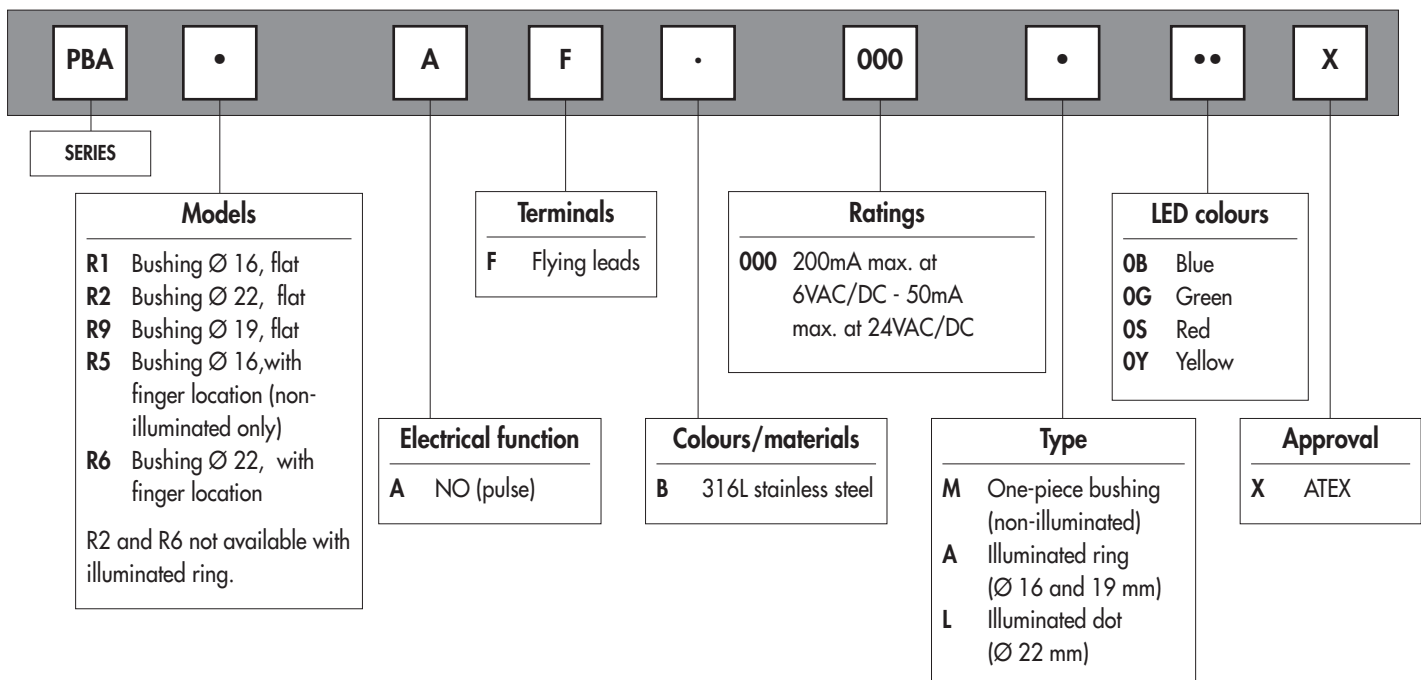 PBA • A F · 000 • •• X
SERIES
Models
R1 Bushing Ø 16, flat
R2 Bushing Ø 22, flat
R9 Bushing Ø 19, flat
R5 Bushing Ø 16,with
finger location (non-
illuminated only)
R6 Bushing Ø 22, with
finger location
R2 and R6 not available with
illuminated ring.
Electrical function
A NO (pulse)
Terminals
F Flying leads
Colours/materials
B 316L stainless steel
Ratings
000 200mA max. at
6VAC/DC - 50mA
max. at 24VAC/DC
Type
M One-piece bushing
(non-illuminated)
A Illuminated ring
(Ø 16 and 19 mm)
L Illuminated dot
(Ø 22 mm)
LED colours
0B Blue
0G Green
0S Red
0Y Yellow
Approval
X ATEX